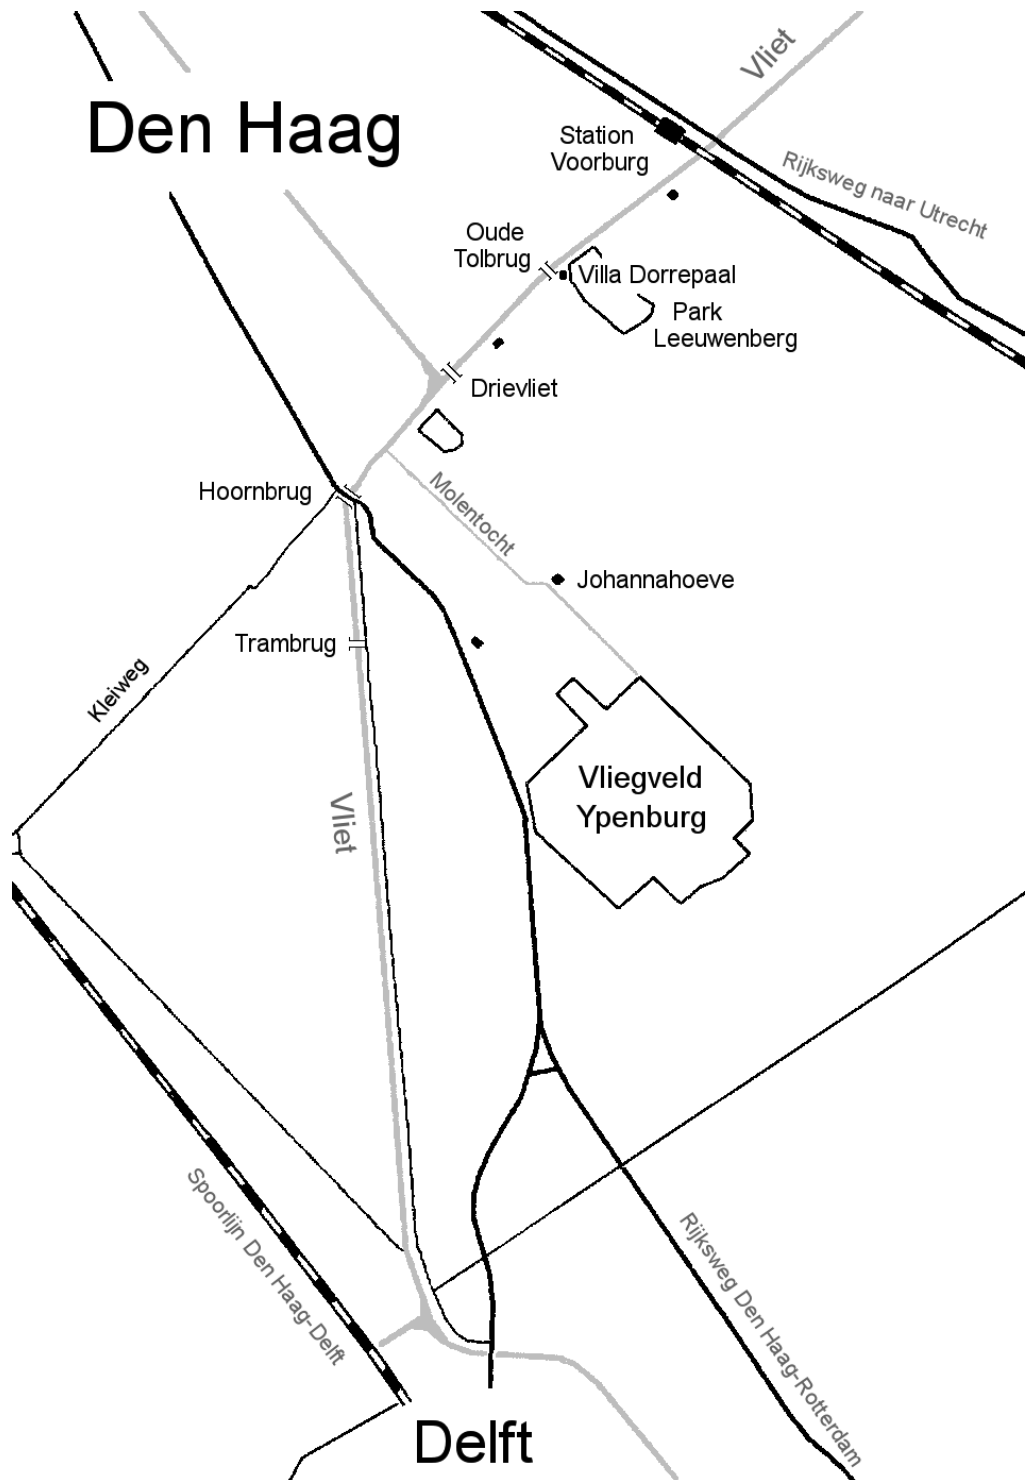 Vliet
Den Haag
Station
Voorburg
Rijksweg naar Utrecht
Oude
Tolbrug
Villa Dorrepaal
Park
Leeuwenberg
Drievliet
Hoornbrug
Molentocht
Johannahoeve
Trambrug
Kleiweg
Vliegveld
Ypenburg
Vliet
Spoorlijn Den Haag-Delft
Rijksweg Den Haag-Rotterdam
Delft